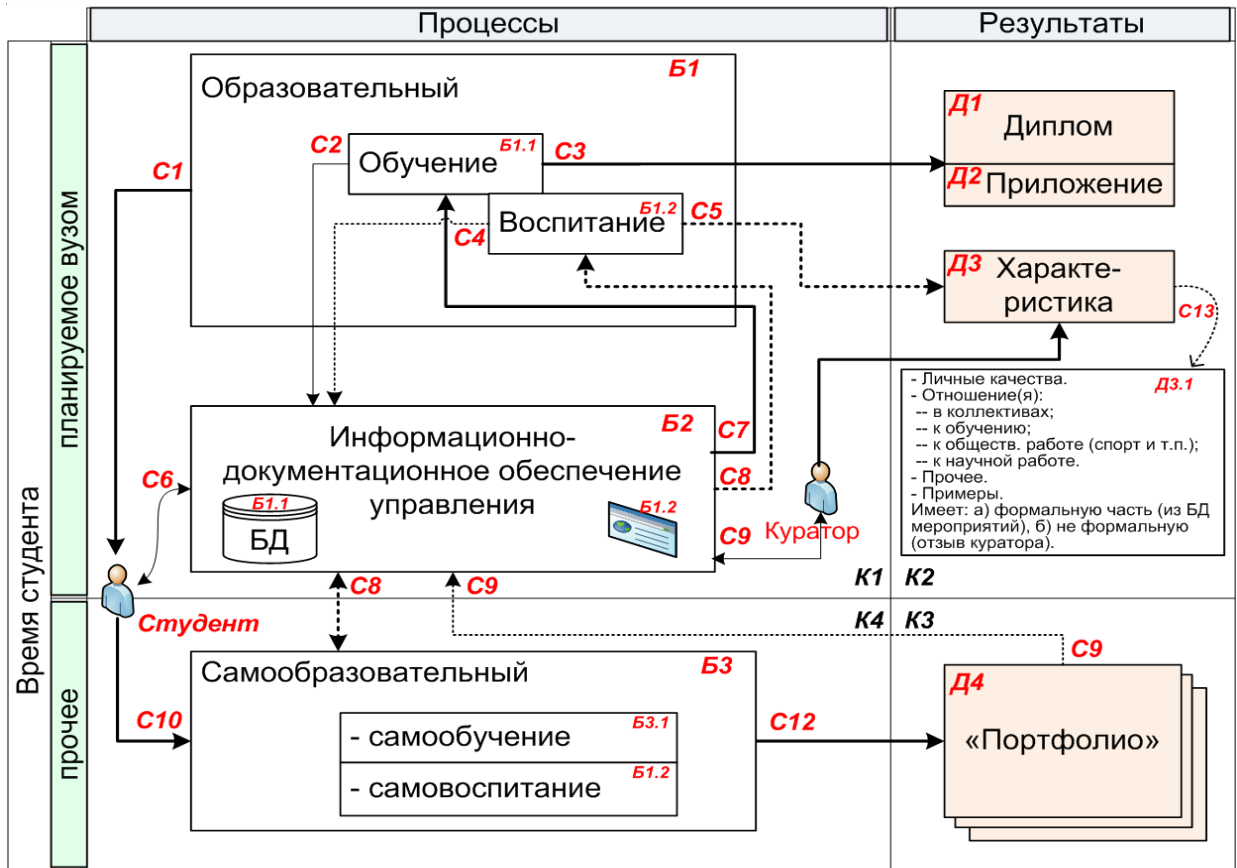 Процессы
Результаты
Время студента
планируемое вузом
прочее
Б1
Образовательный
С1
С2
Б1.1
Обучение
С3
Б1.2
Воспитание
С4
С5
Д1
Диплом
Д2
Приложение
Д3
Характе-
ристика
С13
Д3.1
- Личные качества.
- Отношение(я):
-- в коллективах;
-- к обучению;
-- к обществ. работе (спорт и т.п.);
-- к научной работе.
- Прочее.
- Примеры.
Имеет: а) формальную часть (из БД
мероприятий), б) не формальную
(отзыв куратора).
Б2
Информационно-
документационное обеспечение
управления
С6
С7
С8
С9
Б1.1
БД
Б1.2
Куратор
К1
К2
Студент
С8
С9
К4
К3
С9
Б3
Самообразовательный
С10
Б3.1
- самообучение
Б1.2
- самовоспитание
С12
Д4
«Портфолио»